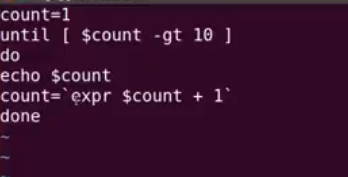 count=1
until [ $count -gt 10 ]
do
echo $count
count=`expr $count + 1`
done
~
~
~